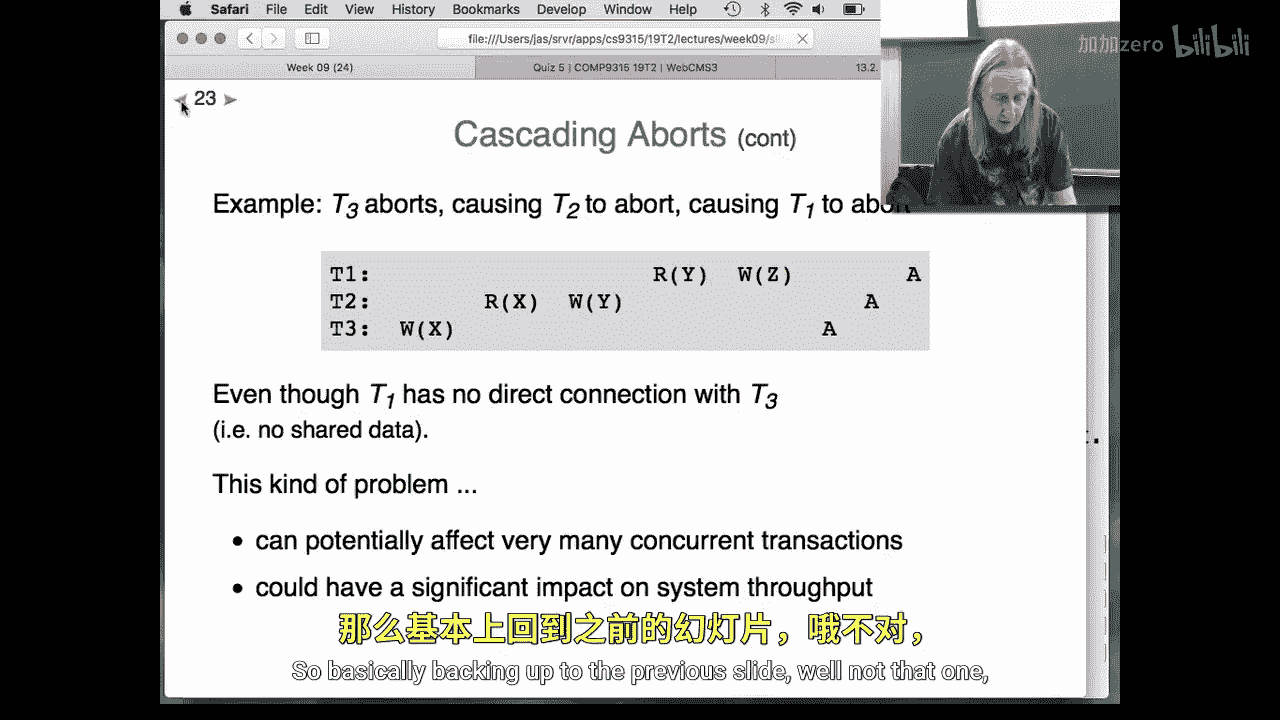 Safari File Edit View History Bookmarks Develop Window Help
file:///Users/jas/srvr/apps/cs9315/19T2/lectures/week09/sl
Week 09 (24) Quiz 5 | COMP9315 19T2 | WebCMS3 13.2.
加加zero bilibili
23
Cascading Aborts (cont)
Example: T3 aborts, causing T2 to abort, causing T1 to abort
T1: R(Y) W(Z) A
T2: R(X) W(Y) A
T3: W(X) A
Even though T1 has no direct connection with T3
(i.e. no shared data).
This kind of problem ...
• can potentially affect very many concurrent transactions
• could have a significant impact on system throughput
那么基本上回到之前的幻灯片，哦不对，
So basically backing up to the previous slide, well not that one,